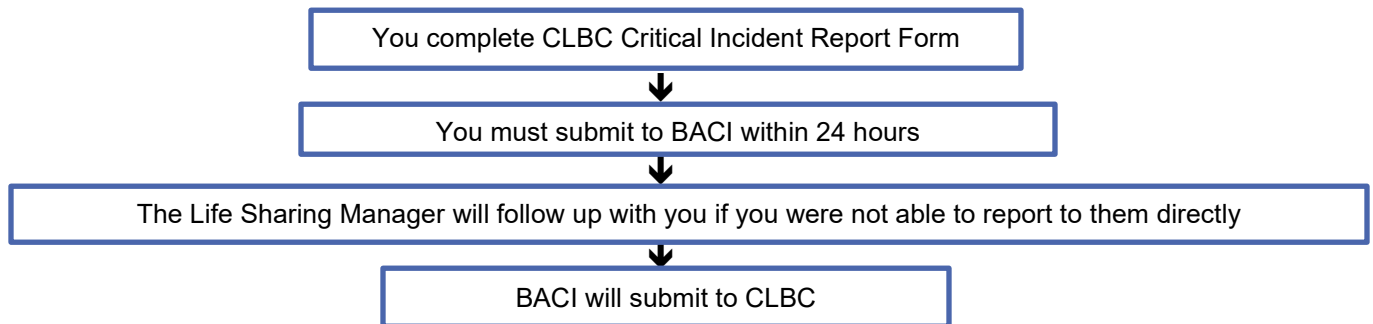 You complete CLBC Critical Incident Report Form
You must submit to BACI within 24 hours
The Life Sharing Manager will follow up with you if you were not able to report to them directly
BACI will submit to CLBC